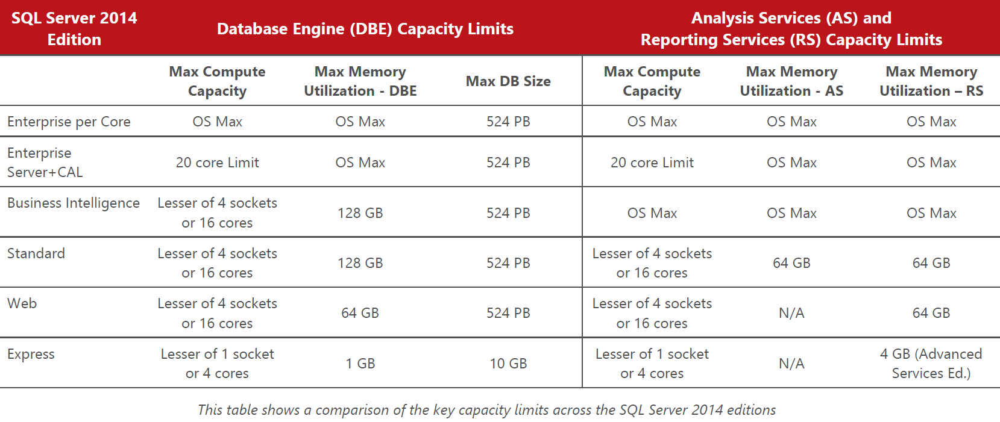 SQL Server 2014
Edition
Database Engine (DBE) Capacity Limits
Analysis Services (AS) and
Reporting Services (RS) Capacity Limits
Max Compute
Capacity
Max Memory
Utilization - DBE
Max DB Size
Max Compute
Capacity
Max Memory
Utilization - AS
Max Memory
Utilization – RS
Enterprise per Core
OS Max
OS Max
524 PB
OS Max
OS Max
OS Max
Enterprise
Server+CAL
20 core Limit
OS Max
524 PB
20 core Limit
OS Max
OS Max
Business Intelligence
Lesser of 4 sockets
or 16 cores
128 GB
524 PB
OS Max
OS Max
OS Max
Standard
Lesser of 4 sockets
or 16 cores
128 GB
524 PB
Lesser of 4 sockets
or 16 cores
64 GB
64 GB
Web
Lesser of 4 sockets
or 16 cores
64 GB
524 PB
Lesser of 4 sockets
or 16 cores
N/A
64 GB
Express
Lesser of 1 socket
or 4 cores
1 GB
10 GB
Lesser of 1 socket
or 4 cores
N/A
4 GB (Advanced
Services Ed.)
This table shows a comparison of the key capacity limits across the SQL Server 2014 editions